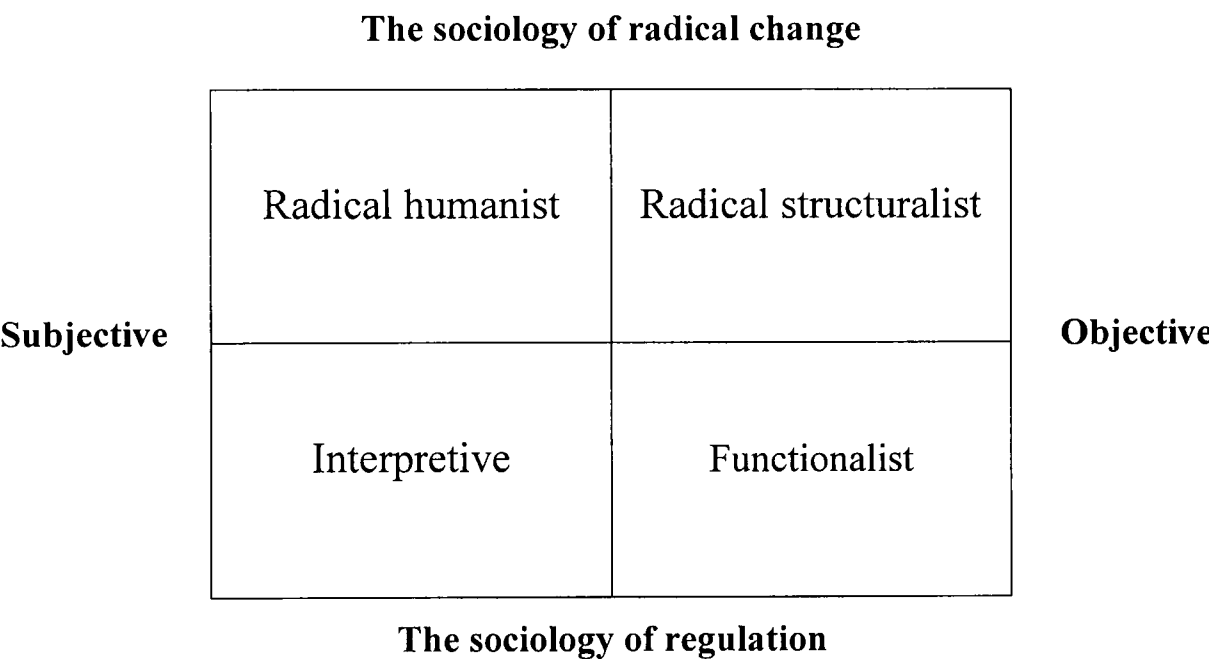 The sociology of radical change
Radical humanist
Radical structuralist
Subjective
Objective
Interpretive
Functionalist
The sociology of regulation